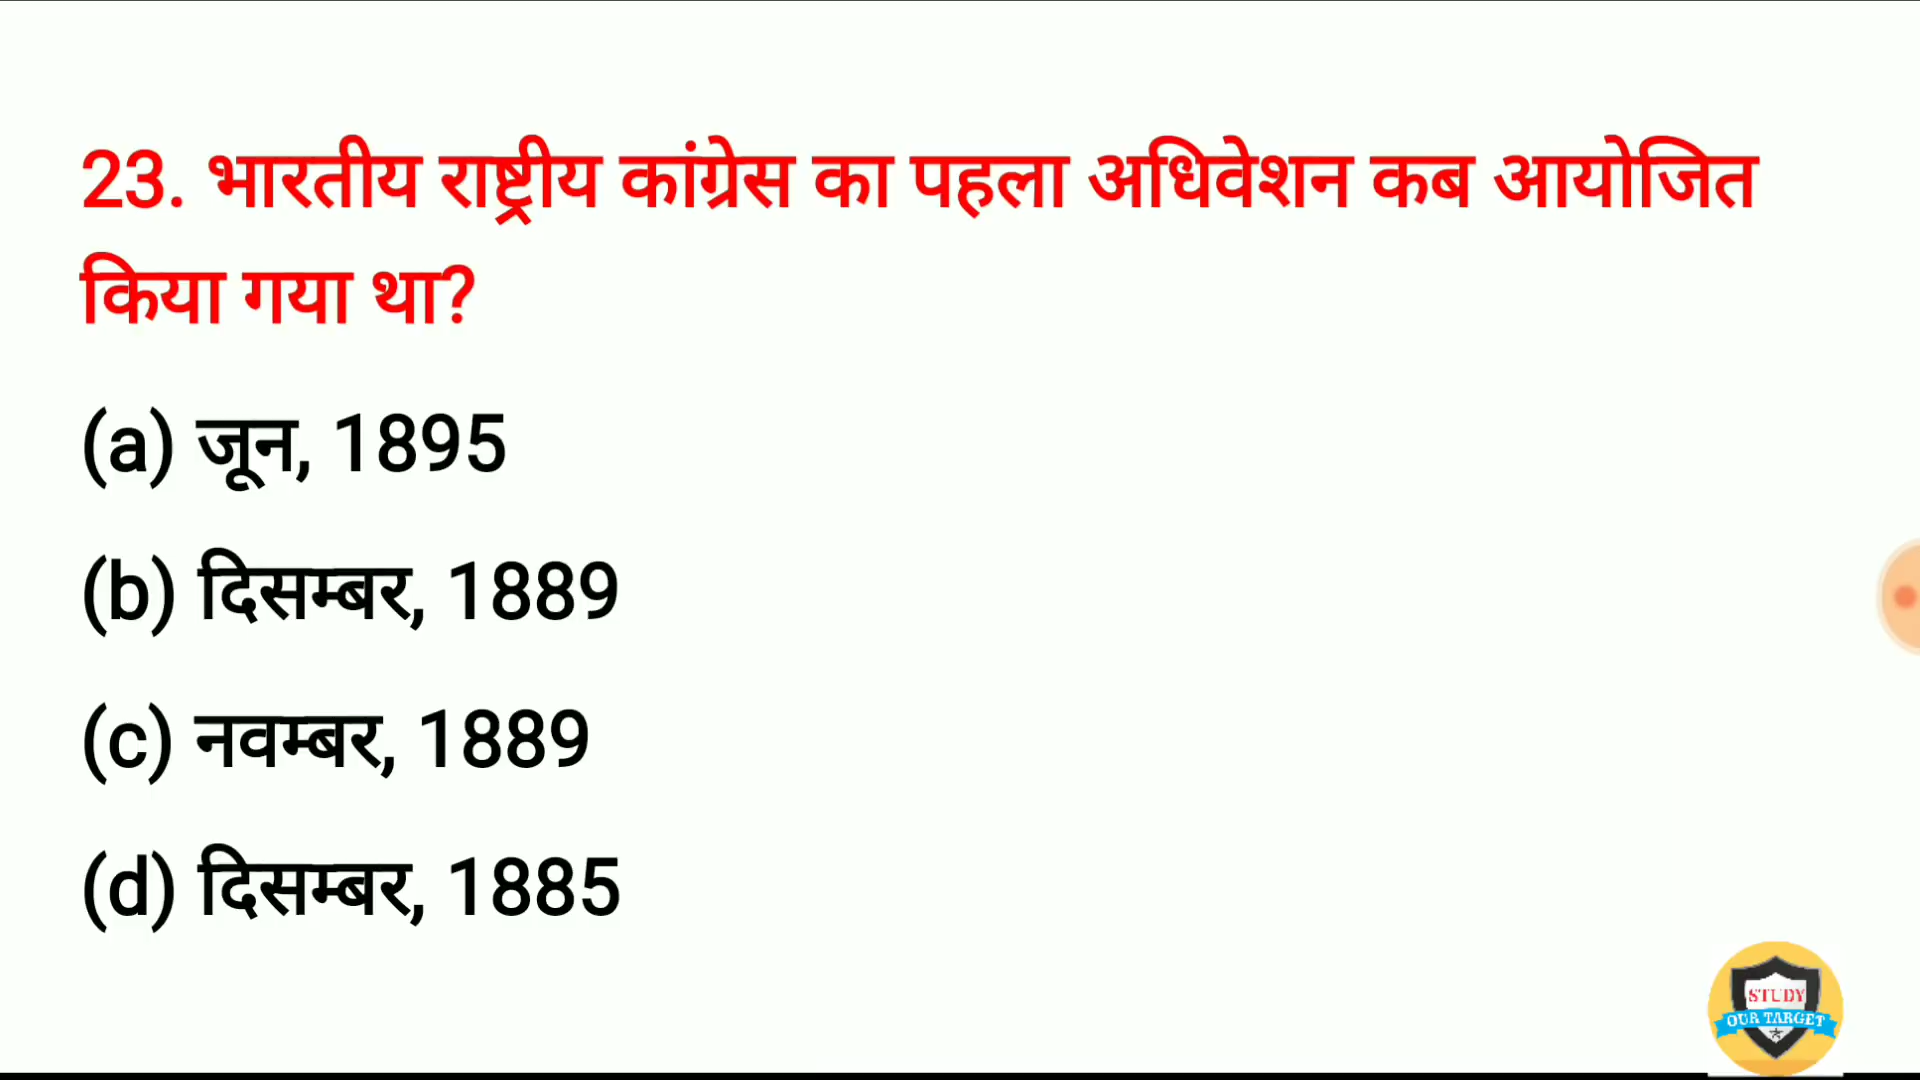 23. भारतीय राष्ट्रीय कांग्रेस का पहला अधिवेशन कब आयोजित
किया गया था?
(a) जून, 1895
(b) दिसम्बर, 1889
(c) नवम्बर, 1889
(d) दिसम्बर, 1885
STUDY
OUR TARGET